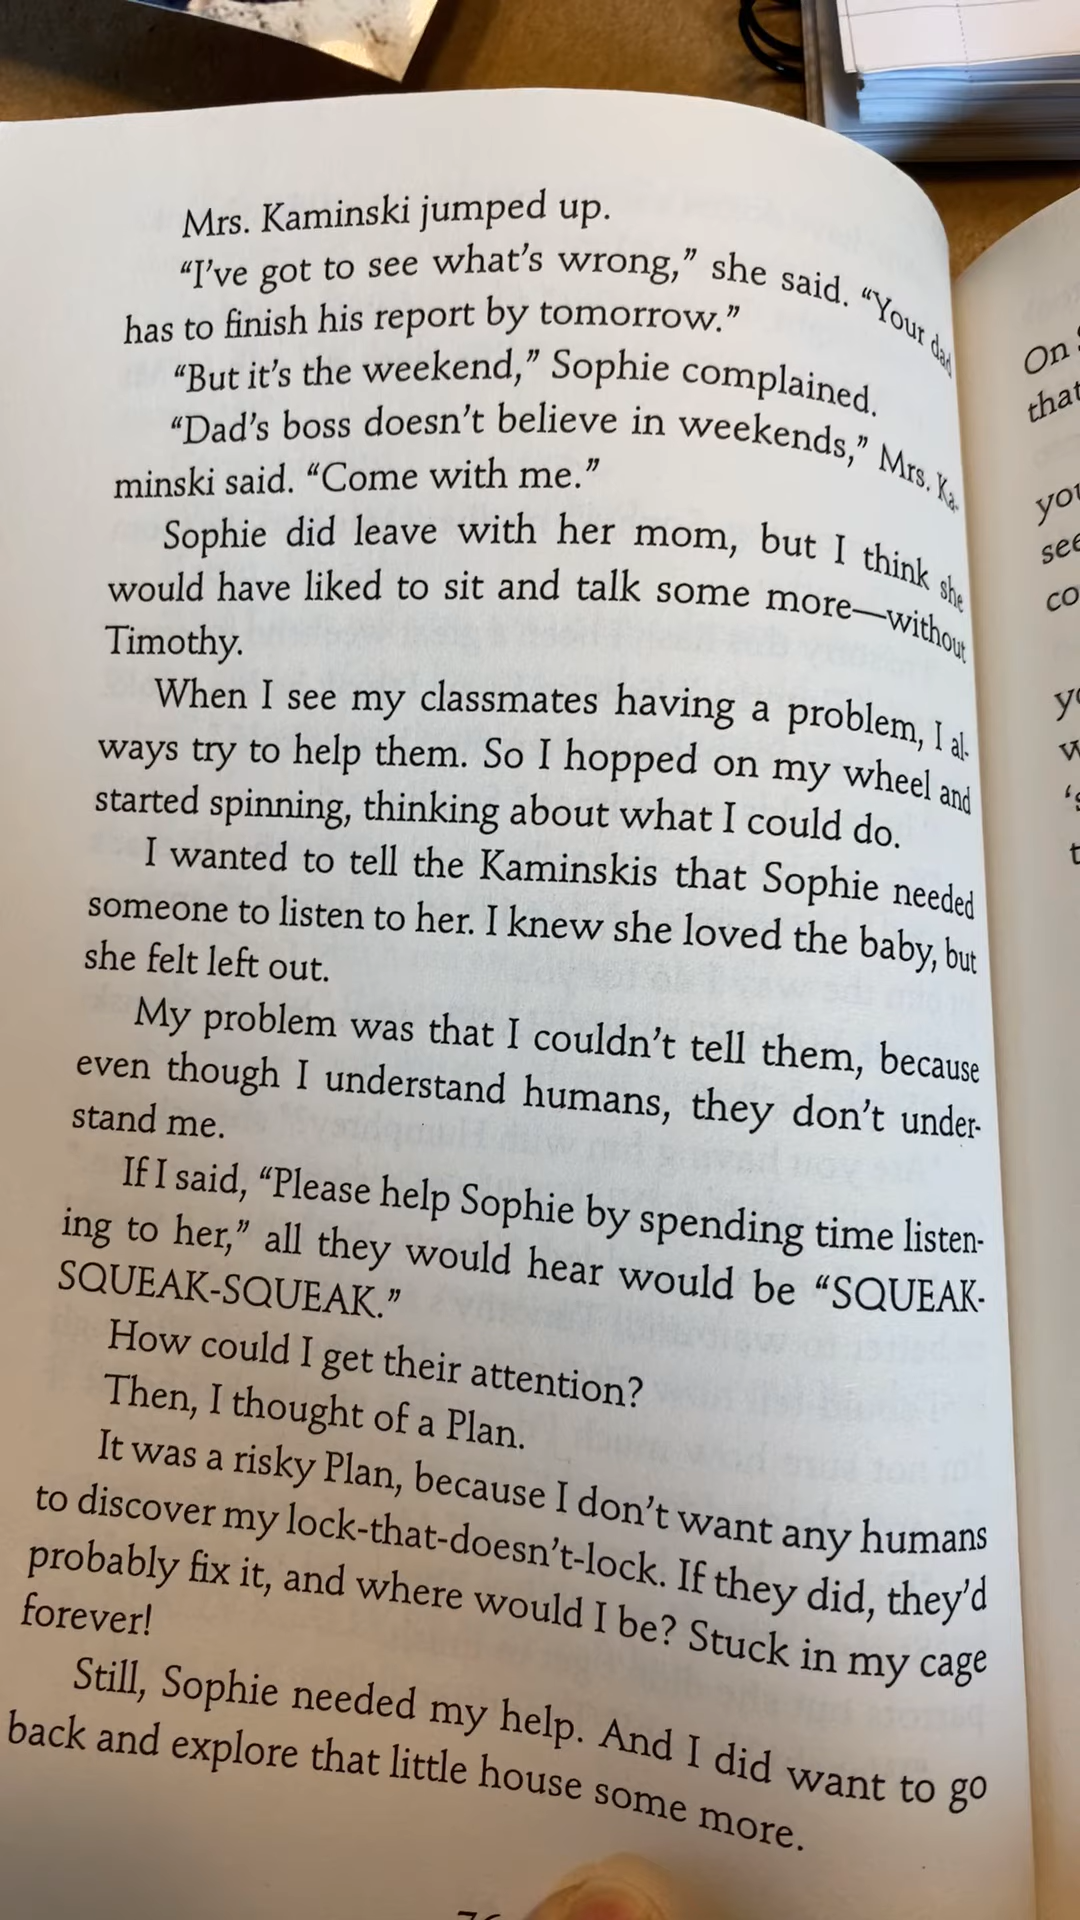 Mrs. Kaminski jumped up.
“I’ve got to see what’s wrong,” she said. “Your dad
has to finish his report by tomorrow.”
“But it’s the weekend,” Sophie complained.
“Dad’s boss doesn’t believe in weekends,” Mrs. Ka-
minski said. “Come with me.”
Sophie did leave with her mom, but I think she
would have liked to sit and talk some more—without
Timothy.
When I see my classmates having a problem, I al-
ways try to help them. So I hopped on my wheel and
started spinning, thinking about what I could do.
I wanted to tell the Kaminskis that Sophie needed
someone to listen to her. I knew she loved the baby, but
she felt left out.
My problem was that I couldn’t tell them, because
even though I understand humans, they don’t under-
stand me.
If I said, “Please help Sophie by spending time listen-
ing to her,” all they would hear would be “SQUEAK-
SQUEAK-SQUEAK.”
How could I get their attention?
Then, I thought of a Plan.
It was a risky Plan, because I don’t want any humans
to discover my lock-that-doesn’t-lock. If they did, they’d
probably fix it, and where would I be? Stuck in my cage
forever!
Still, Sophie needed my help. And I did want to go
back and explore that little house some more.
On
that